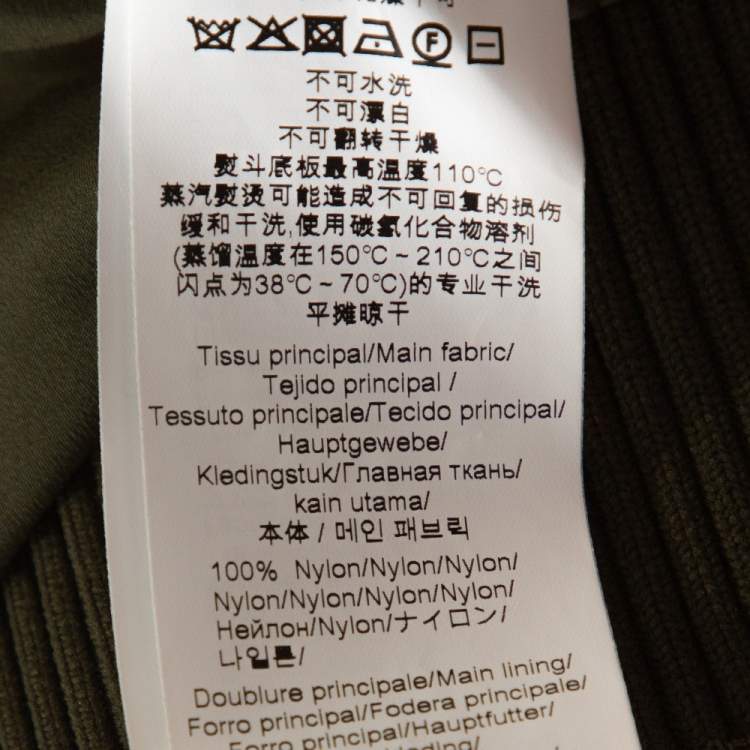 不可水洗
不可漂白
不可翻转干燥
熨斗底板最高温度110℃
蒸汽熨烫可能造成不可回复的损伤
缓和干洗,使用碳氢化合物溶剂
(蒸馏温度在150℃~210℃之间
闪点为38℃~70℃)的专业干洗
平摊晾干
Tissu principal/Main fabric/
Tejido principal /
Tessuto principale/Tecido principal/
Hauptgewebe/
Kledingstuk/Главная ткань/
kain utama/
本体 / 메인 패브릭
100% Nylon/Nylon/Nylon/
Nylon/Nylon/Nylon/Nylon/
Нейлон/Nylon/ナイロン/
나일론/
Doublure principale/Main lining/
Forro principal/Fodera principale/
Forro principal/Hauptfutter/